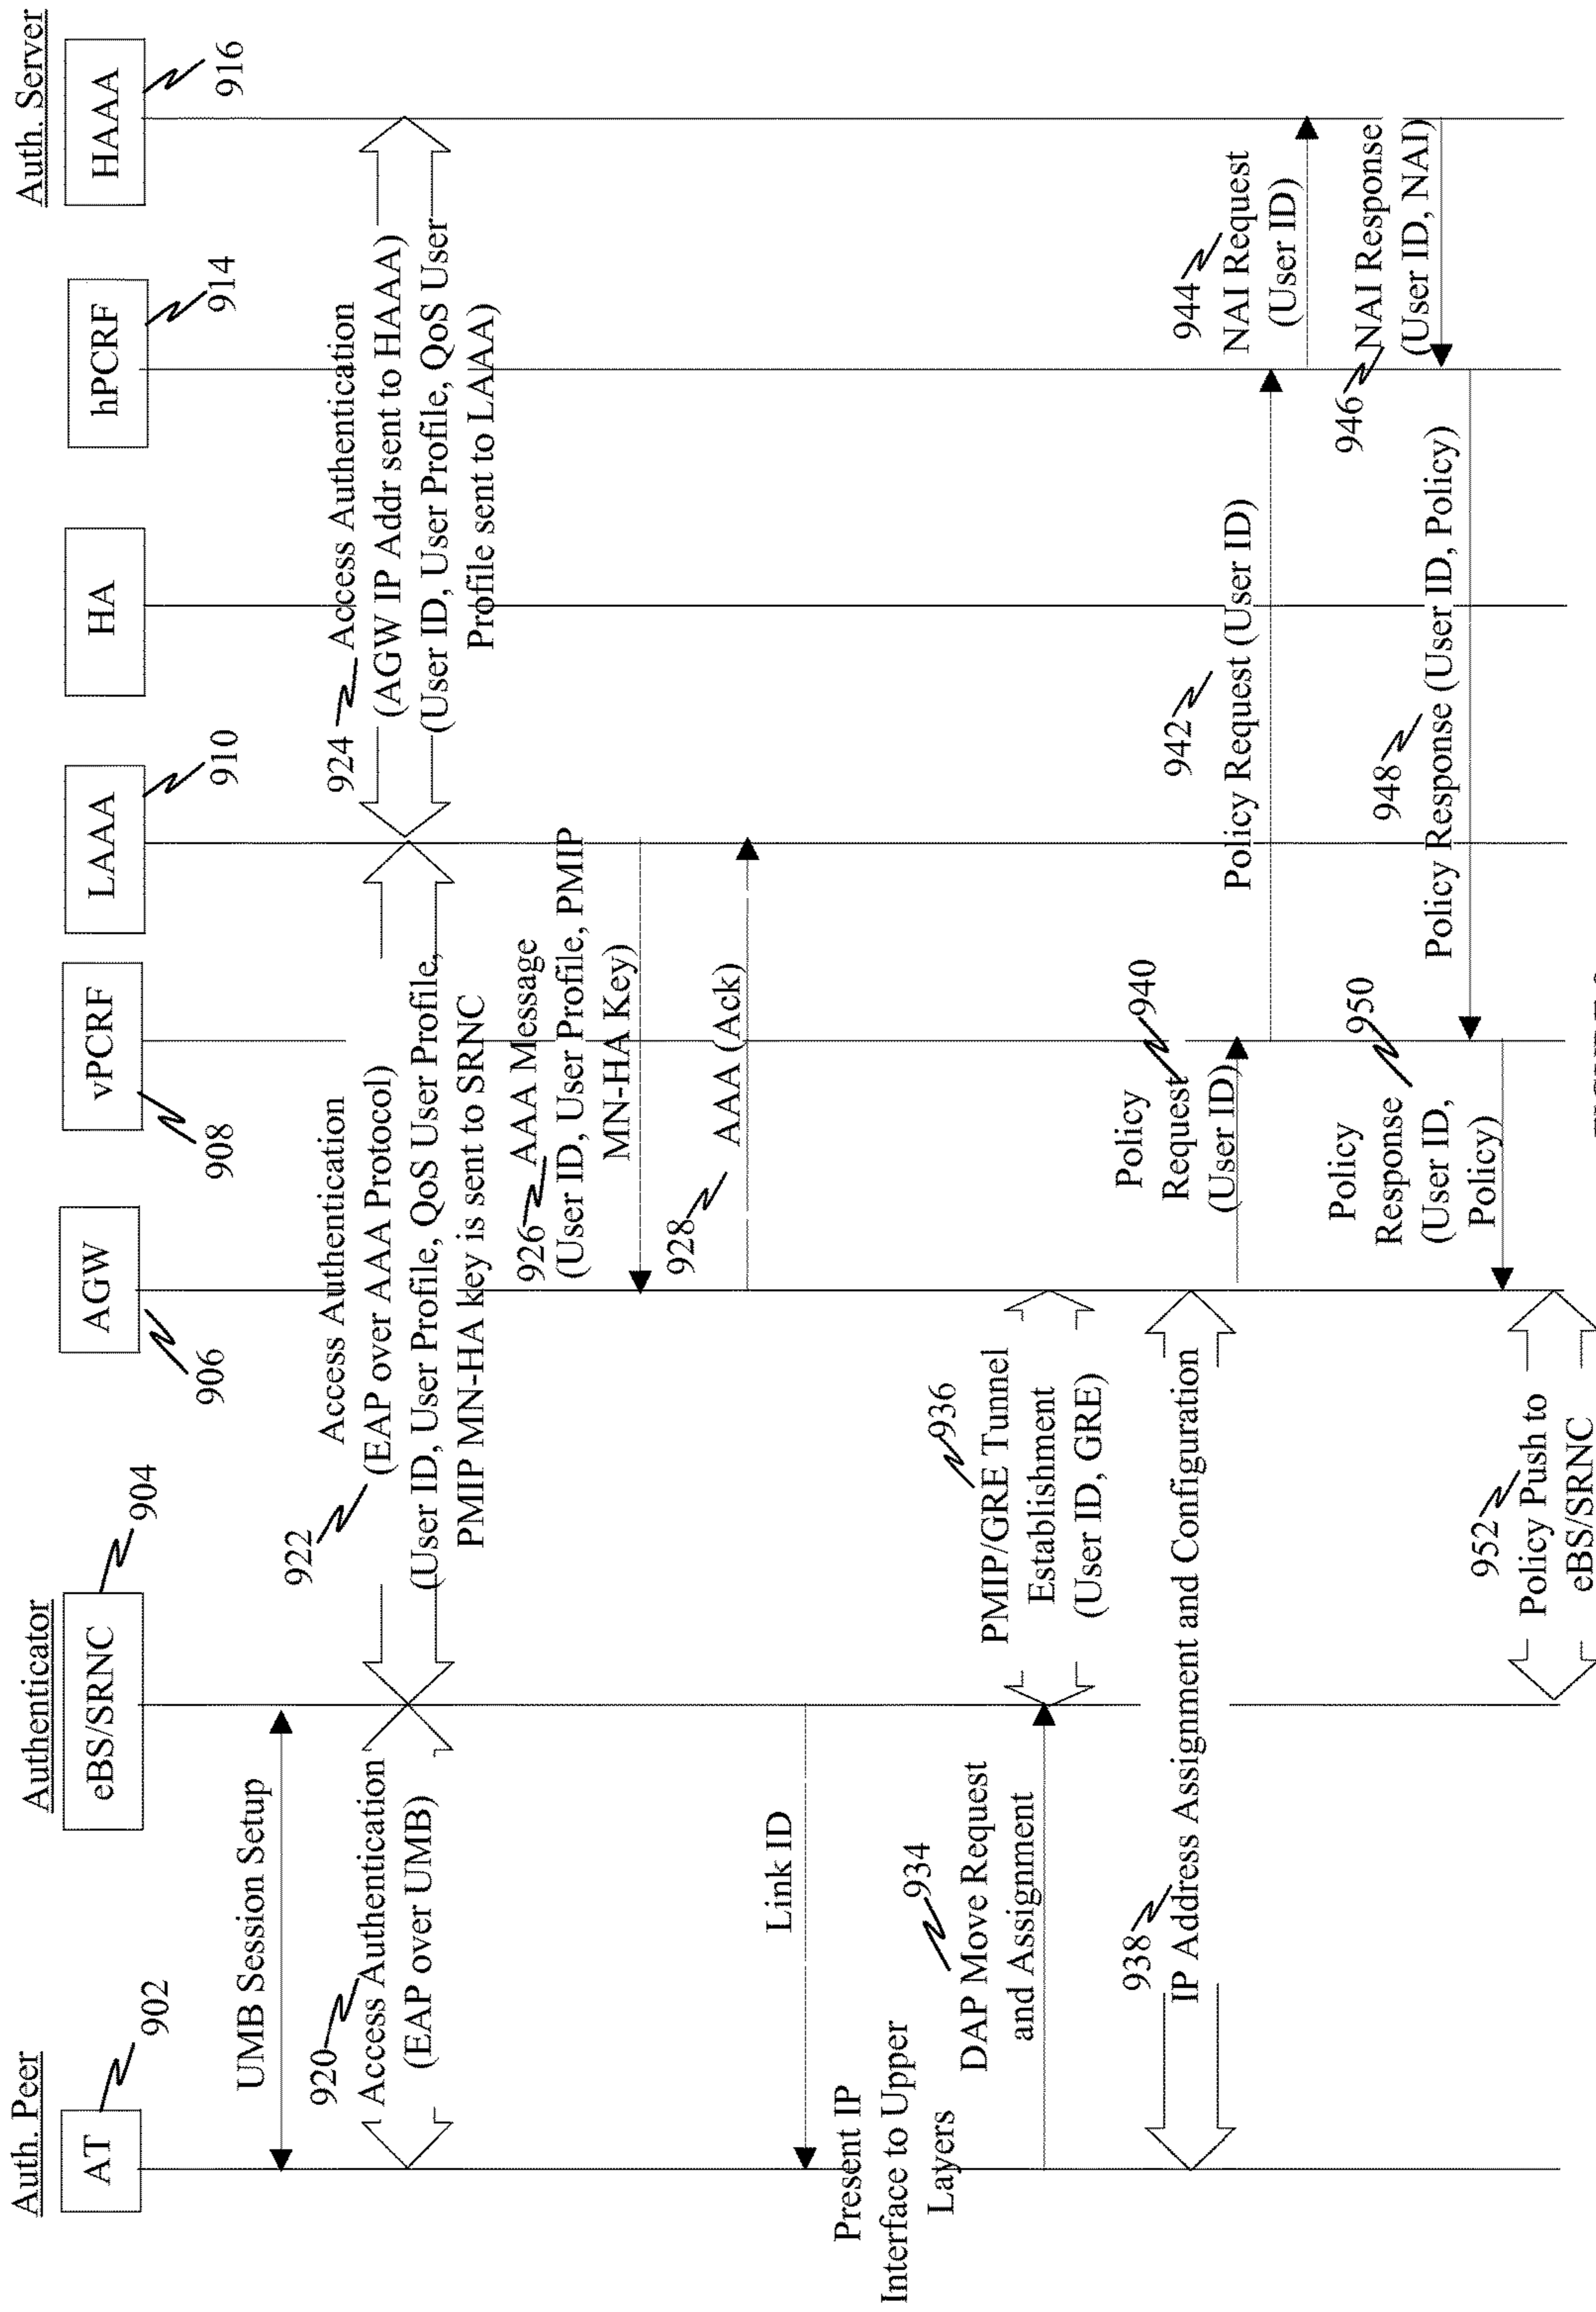 Auth. Peer
Authenticator
Auth. Server
AT
eBS/SRNC
AGW
vPCRF
LAAA
HA
hPCRF
HAAA
902
904
906
908
910
914
916
UMB Session Setup
920
Access Authentication
(EAP over UMB)
922
Access Authentication
(EAP over AAA Protocol)
(User ID, User Profile, QoS User Profile,
PMIP MN-HA key is sent to SRNC
924
Access Authentication
(AGW IP Addr sent to HAAA)
(User ID, User Profile, QoS User
Profile sent to LAAA)
926
AAA Message
(User ID, User Profile, PMIP
MN-HA Key)
928
AAA (Ack)
Link ID
Present IP
Interface to Upper
Layers
934
DAP Move Request
and Assignment
936
PMIP/GRE Tunnel
Establishment
(User ID, GRE)
938
IP Address Assignment and Configuration
940
Policy
Request
(User ID)
942
Policy Request (User ID)
944
NAI Request
(User ID)
946
NAI Response
(User ID, NAI)
948
Policy Response (User ID, Policy)
950
Policy
Response
(User ID,
Policy)
952
Policy Push to
eBS/SRNC